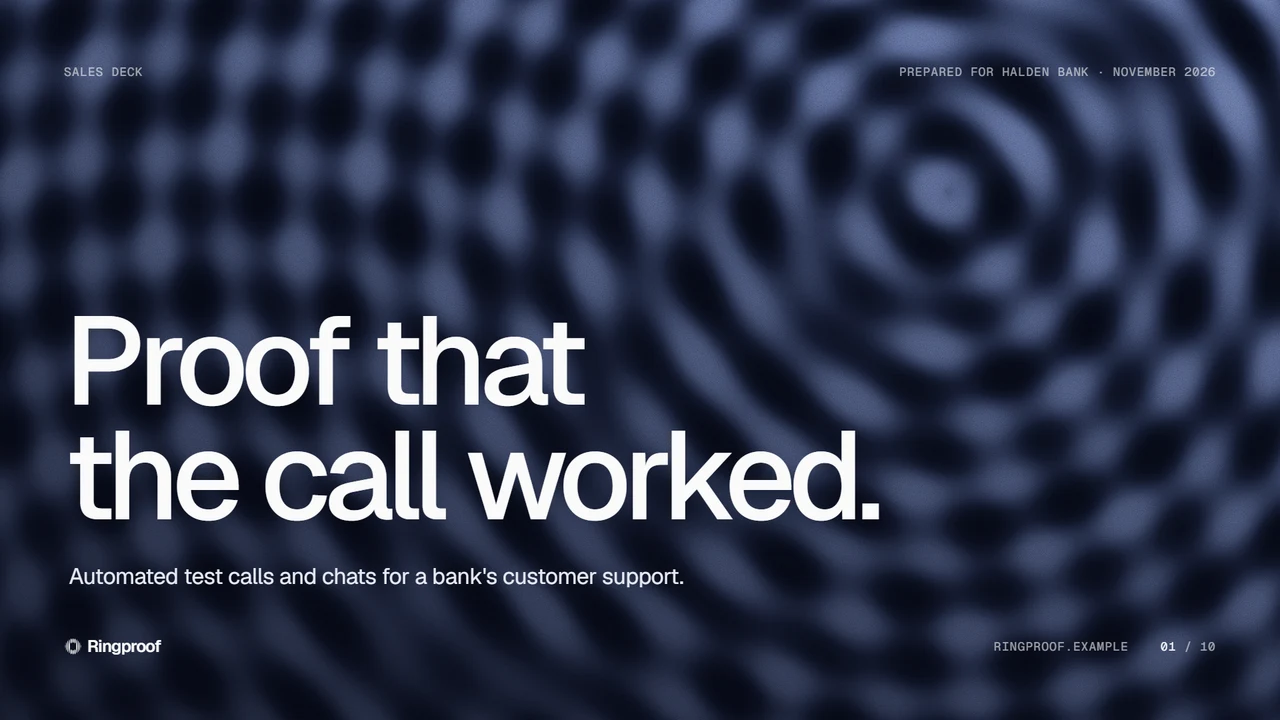 SALES DECK
PREPARED FOR HALDEN BANK · NOVEMBER 2026
Proof that
the call worked.
Automated test calls and chats for a bank's customer support.
Ringproof
RINGPROOF.EXAMPLE
01 / 10